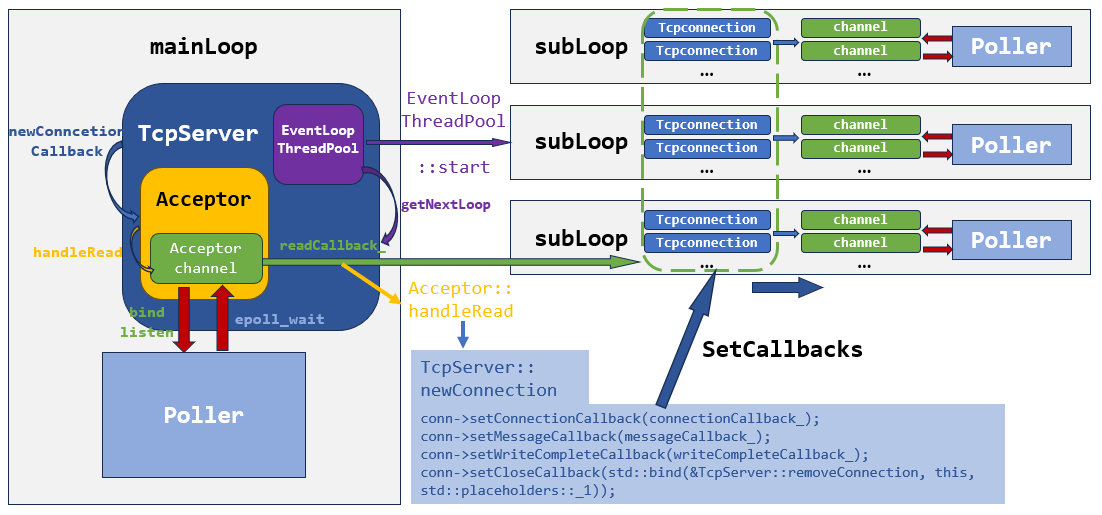 mainLoop
newConncetion
Callback
TcpServer
EventLoop
ThreadPool
Acceptor
handleRead
Acceptor
channel
readCallback_
bind
listen
epoll_wait
Poller
EventLoop
ThreadPool
::start
getNextLoop
Acceptor::
handleRead
TcpServer::
newConnection
conn->setConnectionCallback(connectionCallback_);
conn->setMessageCallback(messageCallback_);
conn->setWriteCompleteCallback(writeCompleteCallback_);
conn->setCloseCallback(std::bind(&TcpServer::removeConnection, this,
std::placeholders::_1));
SetCallbacks
subLoop
Tcpconnection
Tcpconnection
...
channel
channel
...
Poller
subLoop
Tcpconnection
Tcpconnection
...
channel
channel
...
Poller
subLoop
Tcpconnection
Tcpconnection
...
channel
channel
...
Poller